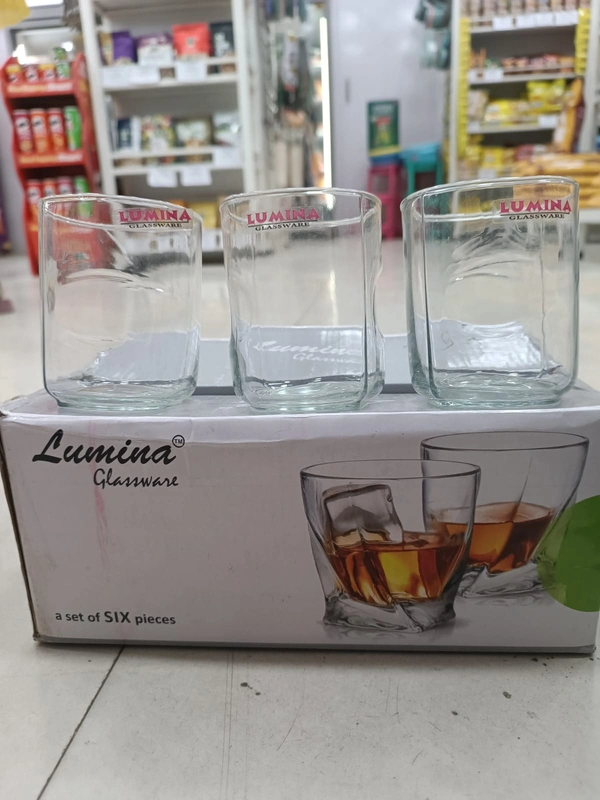 LUMINA
GLASSWARE
LUMINA
GLASSWARE
LUMINA
GLASSWARE
Lumina
Glassware
Lumina™
Glassware
a set of SIX pieces